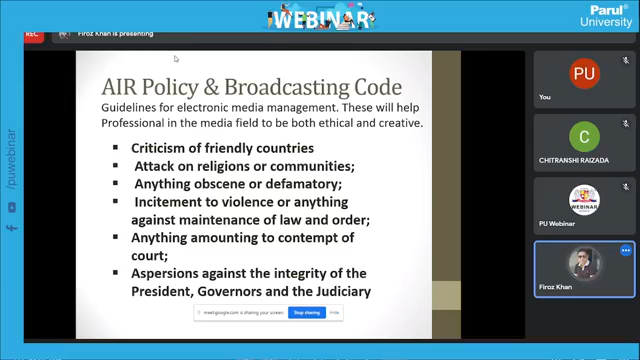 WEBINAR
Parul®
University
REC
Firoz Khan is presenting
AIR Policy & Broadcasting Code
Guidelines for electronic media management. These will help
Professional in the media field to be both ethical and creative.
Criticism of friendly countries
Attack on religions or communities;
Anything obscene or defamatory;
Incitement to violence or anything
against maintenance of law and order;
Anything amounting to contempt of
court;
Aspersions against the integrity of the
President, Governors and the Judiciary
meet.google.com is sharing your screen.
Stop sharing
Hide
PU
You
C
CHITRANSHI RAIZADA
WEBINAR
PU Webinar
Firoz Khan
/puwebinar